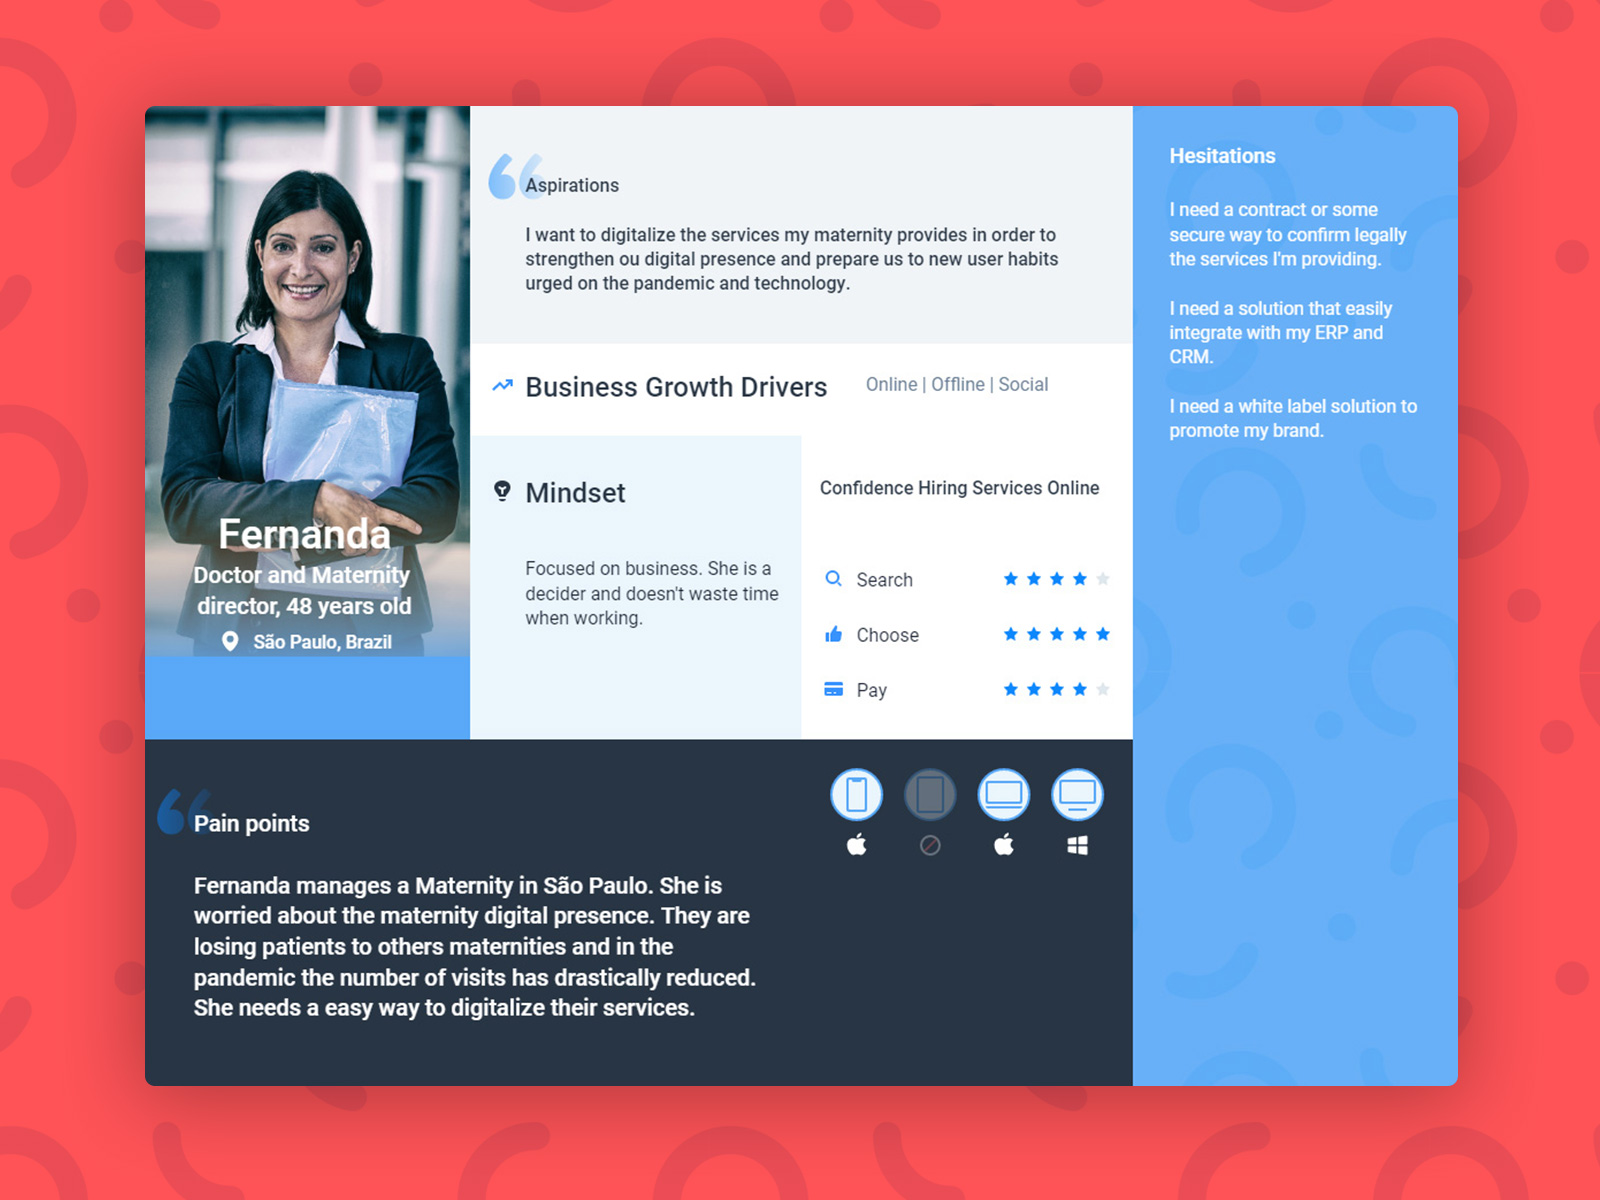 Fernanda
Doctor and Maternity
director, 48 years old
São Paulo, Brazil
Aspirations
I want to digitalize the services my maternity provides in order to
strengthen ou digital presence and prepare us to new user habits
urged on the pandemic and technology.
Business Growth Drivers
Online | Offline | Social
Mindset
Focused on business. She is a
decider and doesn't waste time
when working.
Confidence Hiring Services Online
Search
Choose
Pay
Hesitations
I need a contract or some
secure way to confirm legally
the services I'm providing.
I need a solution that easily
integrate with my ERP and
CRM.
I need a white label solution to
promote my brand.
Pain points
Fernanda manages a Maternity in São Paulo. She is
worried about the maternity digital presence. They are
losing patients to others maternities and in the
pandemic the number of visits has drastically reduced.
She needs a easy way to digitalize their services.